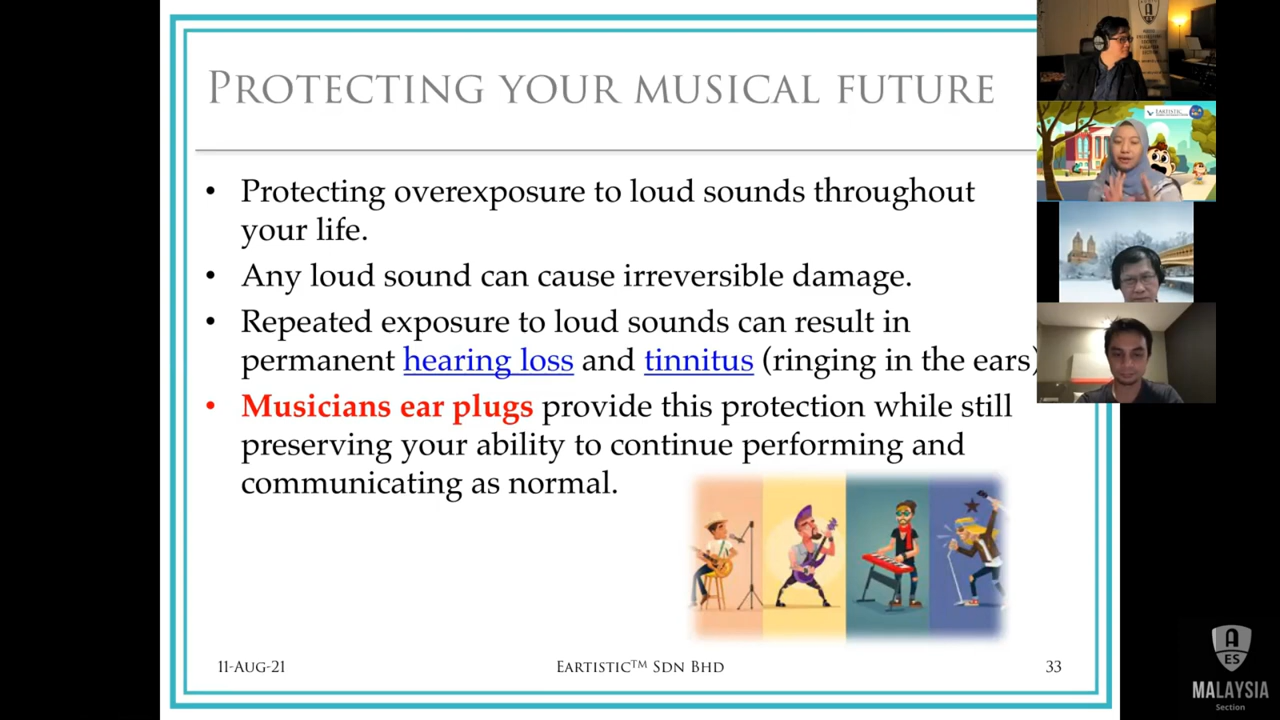 PROTECTING YOUR MUSICAL FUTURE
• Protecting overexposure to loud sounds throughout
your life.
• Any loud sound can cause irreversible damage.
• Repeated exposure to loud sounds can result in
permanent hearing loss and tinnitus (ringing in the ears)
• Musicians ear plugs provide this protection while still
preserving your ability to continue performing and
communicating as normal.
11-Aug-21
Eartistic™ Sdn Bhd
33
EARTISTIC
AES
MALAYSIA
Section